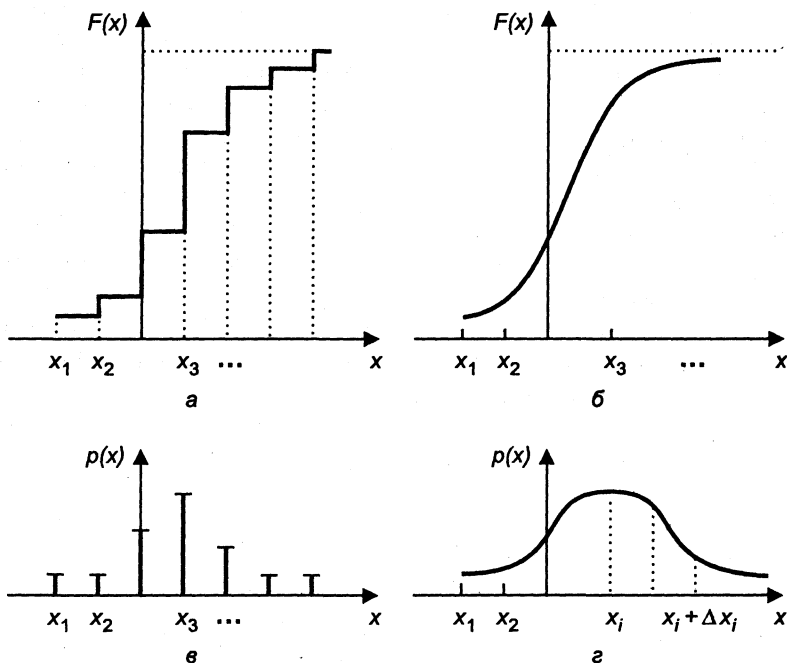 F(x)
F(x)
x₁ x₂ x₃ ... x
x₁ x₂ x₃ ... x
а
б
p(x)
p(x)
x₁ x₂ x₃ ... x
x₁ x₂ xᵢ xᵢ + Δxᵢ x
в
г